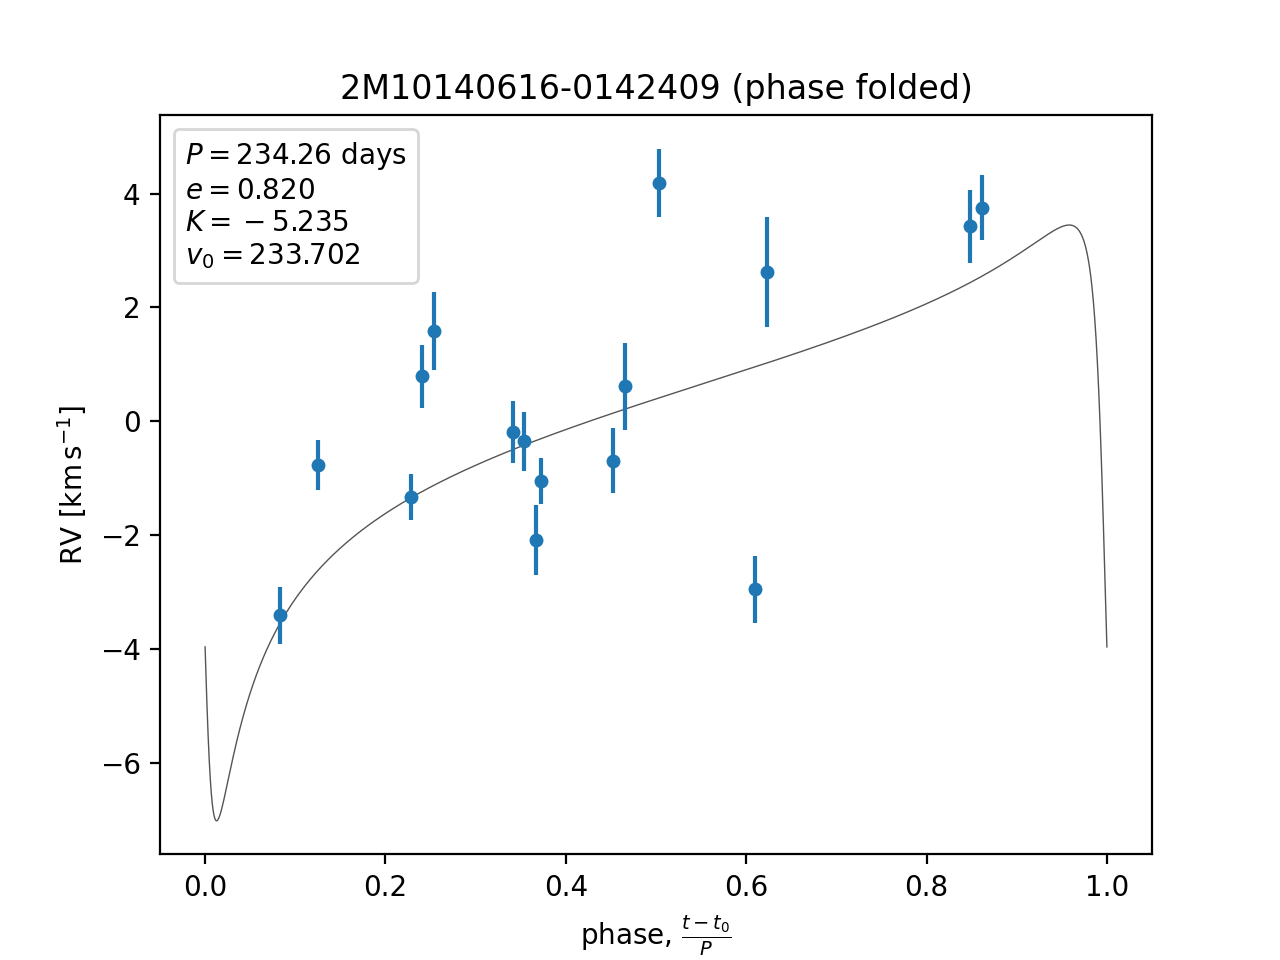 2M10140616-0142409 (phase folded)
P = 234.26 days
e = 0.820
K = −5.235
v₀ = 233.702
4
2
0
−2
−4
−6
RV [km s⁻¹]
0.0 0.2 0.4 0.6 0.8 1.0
phase, (t − t₀)/P